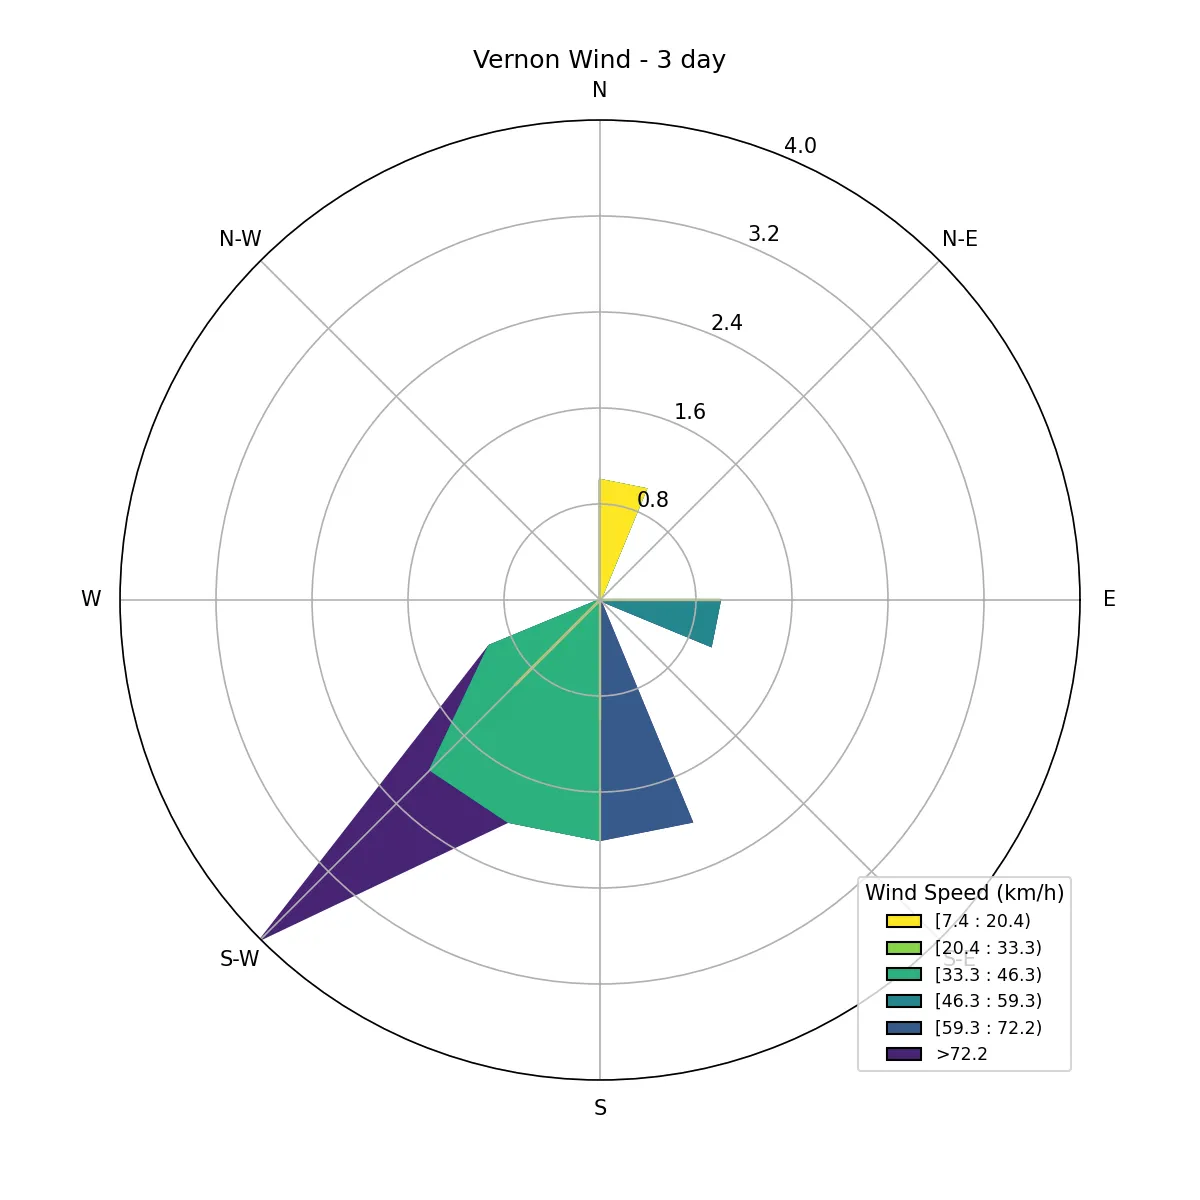 Vernon Wind - 3 day
N
4.0
N-W
3.2
N-E
2.4
1.6
0.8
W
E
S-W
S-E
S
Wind Speed (km/h)
[7.4 : 20.4)
[20.4 : 33.3)
[33.3 : 46.3)
[46.3 : 59.3)
[59.3 : 72.2)
>72.2